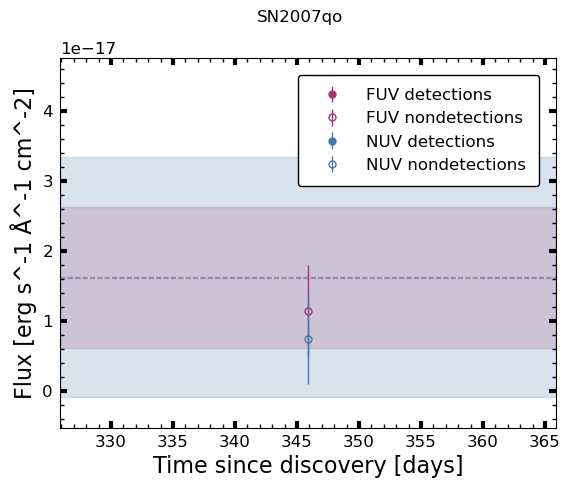 SN2007qo
1e−17
FUV detections
FUV nondetections
NUV detections
NUV nondetections
4
3
2
1
0
Flux [erg s^-1 Å^-1 cm^-2]
330
335
340
345
350
355
360
365
Time since discovery [days]